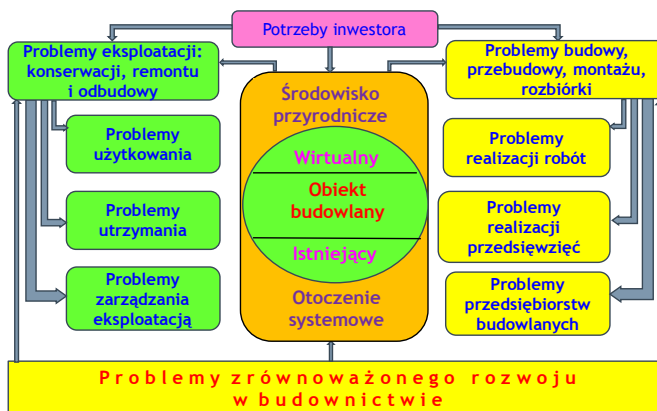 Potrzeby inwestora
Problemy eksploatacji:
konserwacji, remontu
i odbudowy
Problemy budowy,
przebudowy, montażu,
rozbiórki
Środowisko
przyrodnicze
Wirtualny
Obiekt
budowlany
Istniejący
Otoczenie
systemowe
Problemy
użytkowania
Problemy
utrzymania
Problemy
zarządzania
eksploatacją
Problemy
realizacji robót
Problemy
realizacji
przedsięwzięć
Problemy
przedsiębiorstw
budowlanych
Problemy zrównoważonego rozwoju
w budownictwie